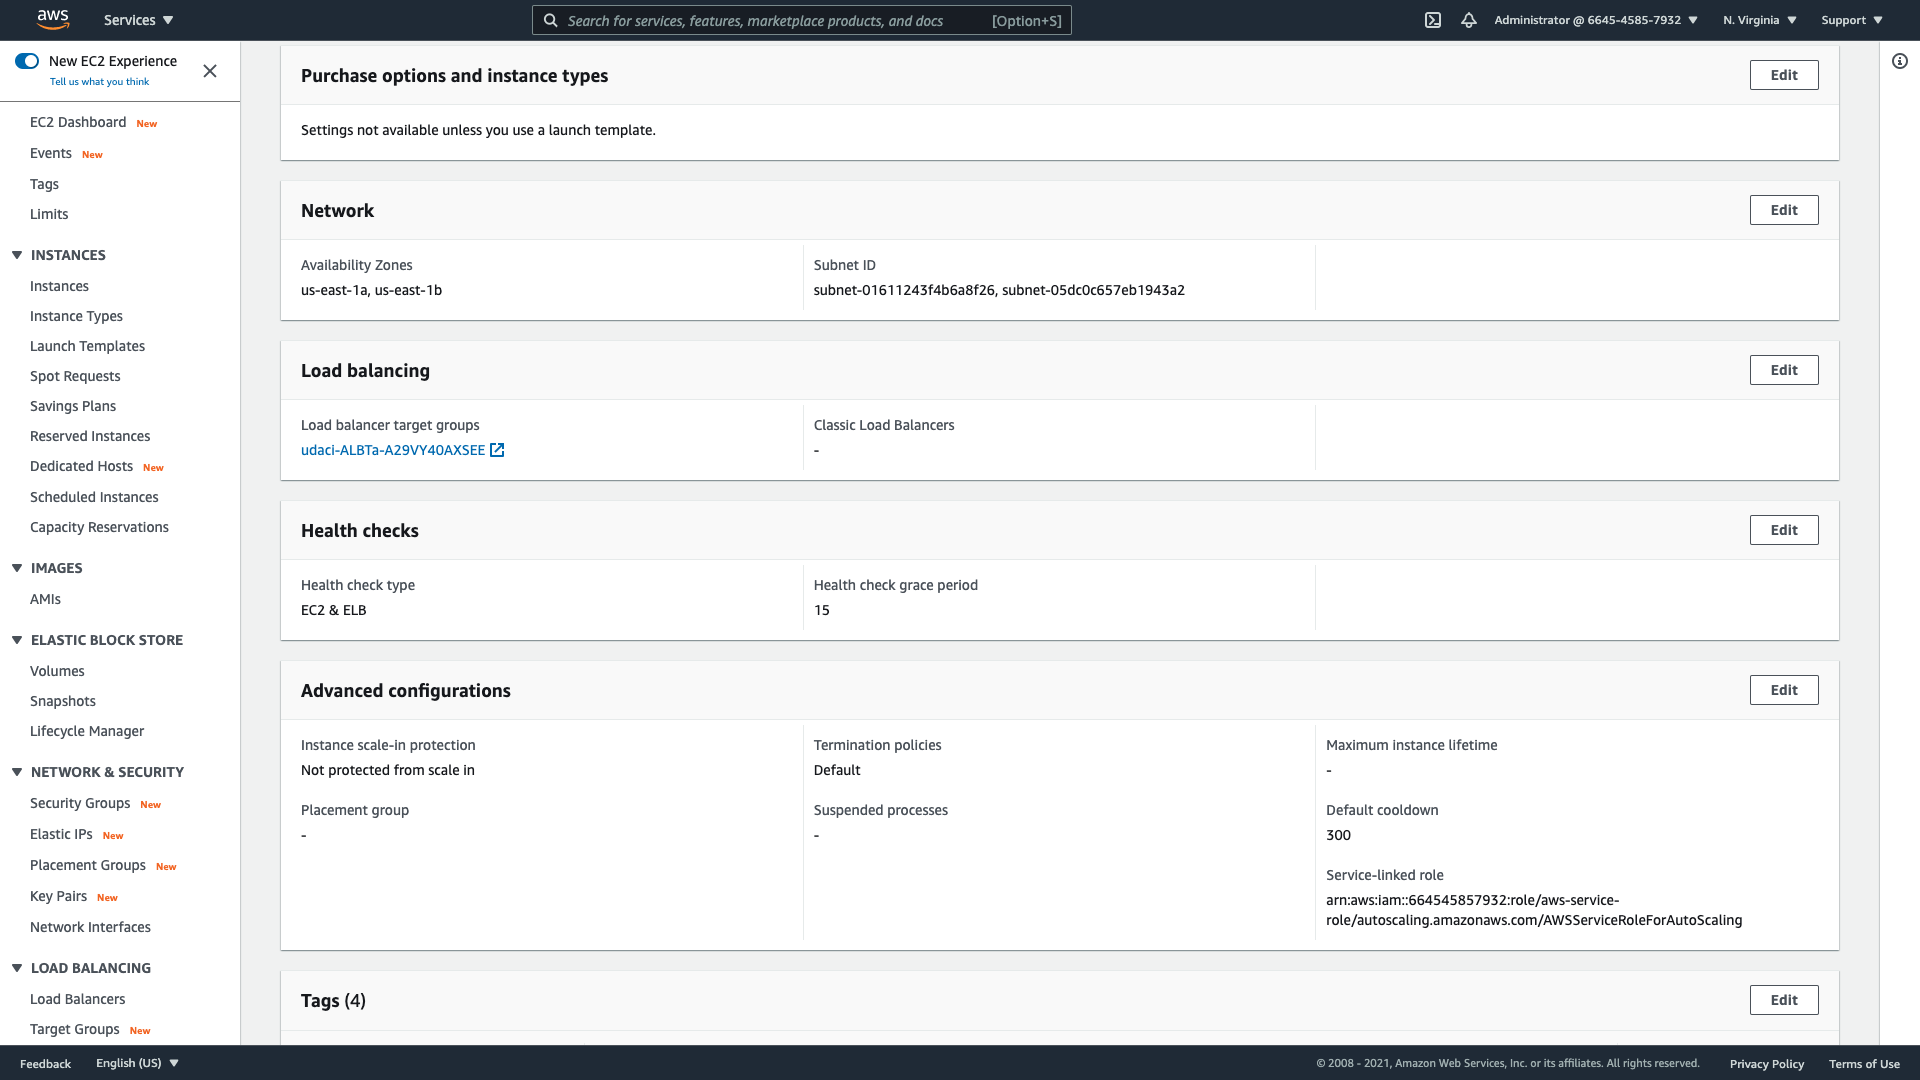 aws
Services
Search for services, features, marketplace products, and docs [Option+S]
Administrator @ 6645-4585-7932
N. Virginia
Support
New EC2 Experience
Tell us what you think
EC2 Dashboard New
Events New
Tags
Limits
INSTANCES
Instances
Instance Types
Launch Templates
Spot Requests
Savings Plans
Reserved Instances
Dedicated Hosts New
Scheduled Instances
Capacity Reservations
IMAGES
AMIs
ELASTIC BLOCK STORE
Volumes
Snapshots
Lifecycle Manager
NETWORK & SECURITY
Security Groups New
Elastic IPs New
Placement Groups New
Key Pairs New
Network Interfaces
LOAD BALANCING
Load Balancers
Target Groups New
Purchase options and instance types
Edit
Settings not available unless you use a launch template.
Network
Edit
Availability Zones
us-east-1a, us-east-1b
Subnet ID
subnet-01611243f4b6a8f26, subnet-05dc0c657eb1943a2
Load balancing
Edit
Load balancer target groups
udaci-ALBTa-A29VY40AXSEE
Classic Load Balancers
-
Health checks
Edit
Health check type
EC2 & ELB
Health check grace period
15
Advanced configurations
Edit
Instance scale-in protection
Not protected from scale in
Termination policies
Default
Maximum instance lifetime
-
Placement group
-
Suspended processes
-
Default cooldown
300
Service-linked role
arn:aws:iam::664545857932:role/aws-service-
role/autoscaling.amazonaws.com/AWSServiceRoleForAutoScaling
Tags (4)
Edit
Feedback
English (US)
© 2008 - 2021, Amazon Web Services, Inc. or its affiliates. All rights reserved.
Privacy Policy
Terms of Use